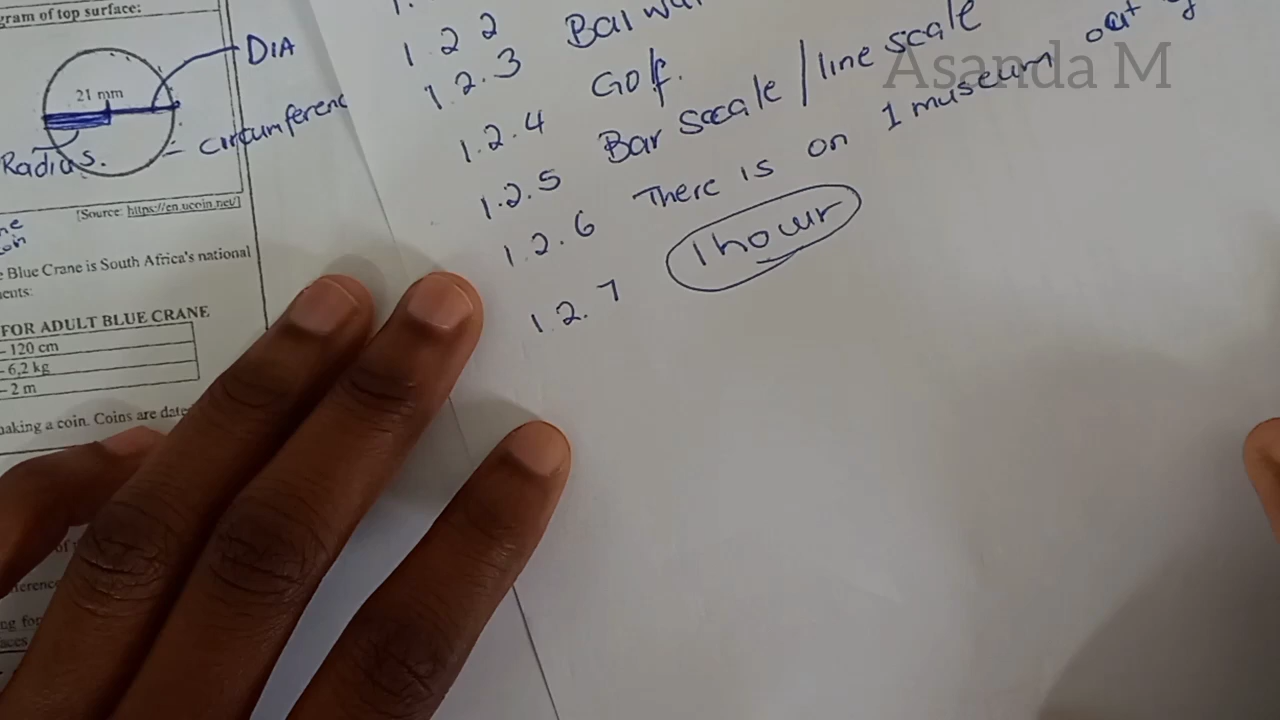 gram of top surface:
21 mm
DIA
Radius.
- circumferenc
[Source: https://en.ucoin.net/]
e Blue Crane is South Africa's national
FOR ADULT BLUE CRANE
– 120 cm
– 6,2 kg
– 2 m
making a coin. Coins are date
1.
1.2.2
1.2.3 Golf.
1.2.4 Bar scale / line scale
1.2.5 There is on 1 museum out
1.2.6 1 hour
1.2.7
Asanda M